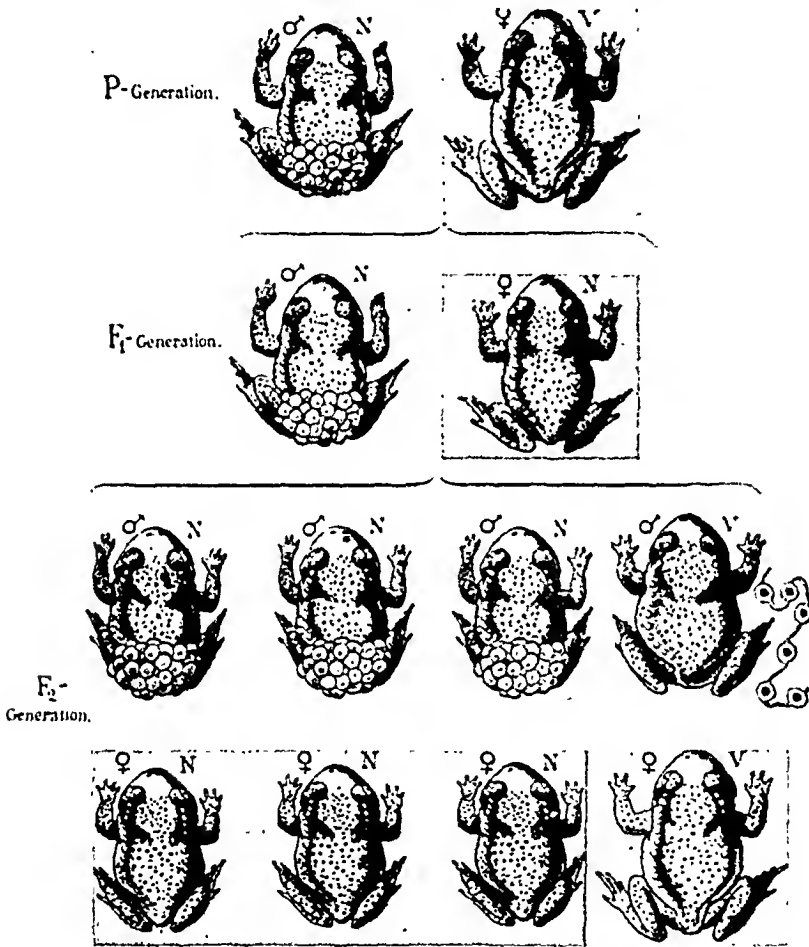 ♂ N ♀ V
P- Generation.
♂ N ♀ N
F₁- Generation.
♂ N ♂ N ♂ N ♂ V
F₂-
Generation.
♀ N ♀ N ♀ N ♀ V